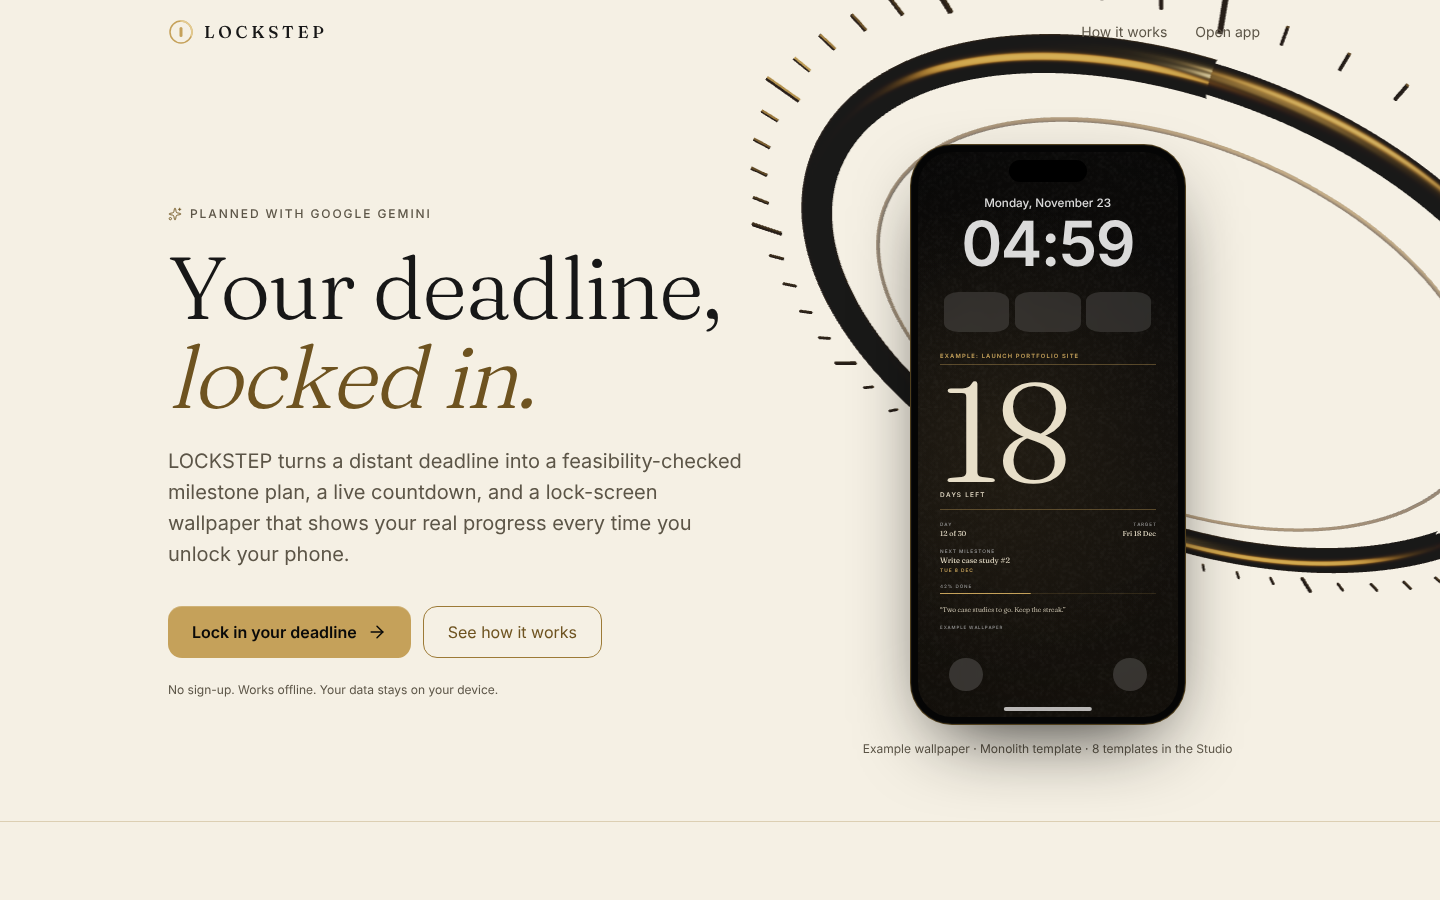 LOCKSTEP
How it works
Open app
PLANNED WITH GOOGLE GEMINI
Your deadline,
locked in.
LOCKSTEP turns a distant deadline into a feasibility-checked
milestone plan, a live countdown, and a lock-screen
wallpaper that shows your real progress every time you
unlock your phone.
Lock in your deadline
See how it works
No sign-up. Works offline. Your data stays on your device.
Monday, November 23
04:59
EXAMPLE: LAUNCH PORTFOLIO SITE
18
DAYS LEFT
DAY
TARGET
12 of 30
Fri 18 Dec
NEXT MILESTONE
Write case study #2
TUE 8 DEC
42% DONE
"Two case studies to go. Keep the streak."
EXAMPLE WALLPAPER
Example wallpaper · Monolith template · 8 templates in the Studio